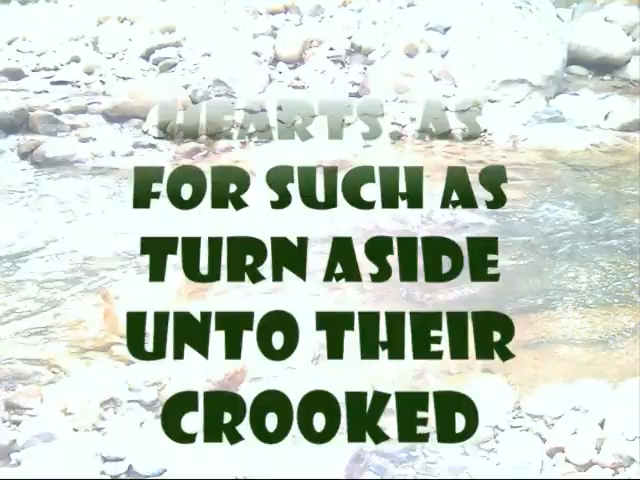 HEARTS. AS
FOR SUCH AS
TURN ASIDE
UNTO THEIR
CROOKED